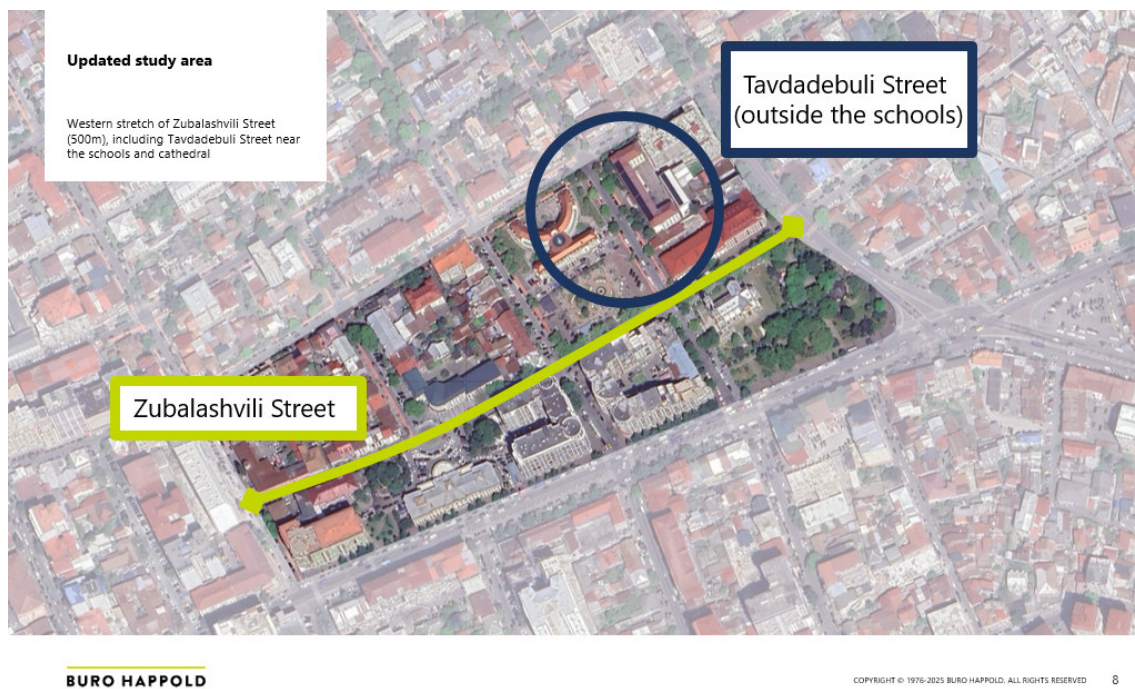 Updated study area
Western stretch of Zubalashvili Street
(500m), including Tavdadebuli Street near
the schools and cathedral
Tavdadebuli Street
(outside the schools)
Zubalashvili Street
BURO HAPPOLD
COPYRIGHT © 1976-2025 BURO HAPPOLD. ALL RIGHTS RESERVED
8